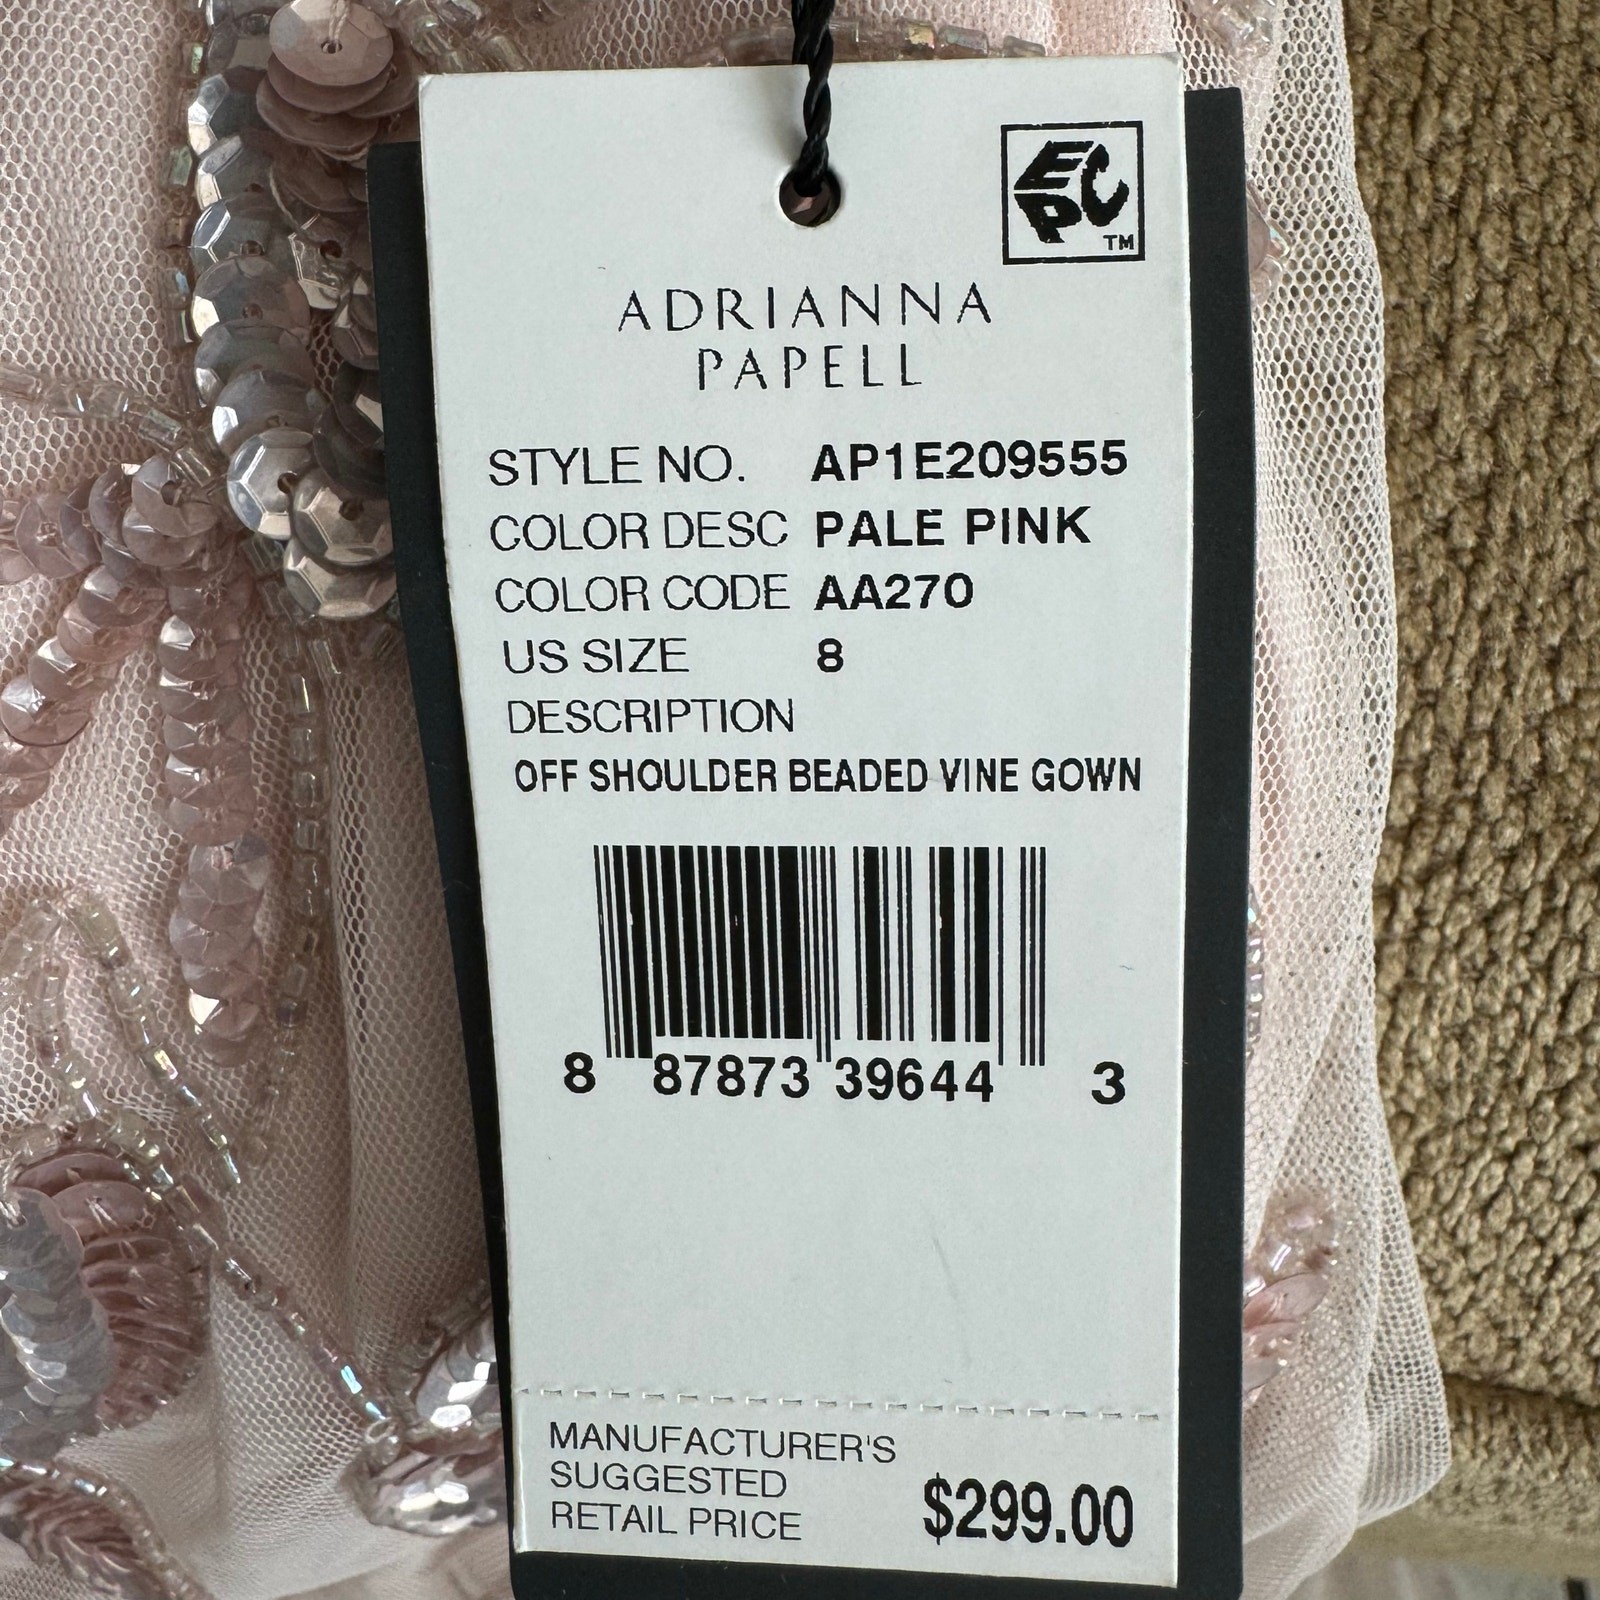 ECP
TM
ADRIANNA
PAPELL
STYLE NO. AP1E209555
COLOR DESC PALE PINK
COLOR CODE AA270
US SIZE 8
DESCRIPTION
OFF SHOULDER BEADED VINE GOWN
8 87873 39644 3
MANUFACTURER'S
SUGGESTED
RETAIL PRICE $299.00